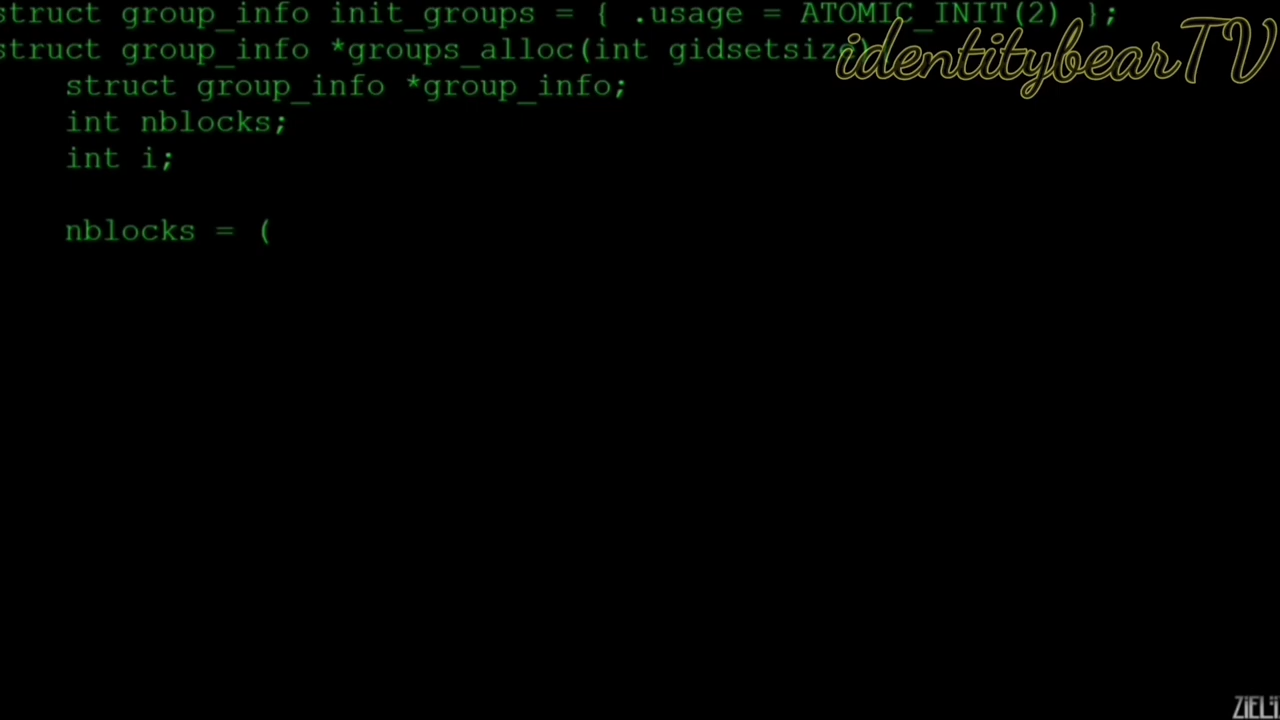 struct group_info init_groups = { .usage = ATOMIC_INIT(2) };
struct group_info *groups_alloc(int gidsetsize)
identitybearTV
struct group_info *group_info;
int nblocks;
int i;
nblocks = (